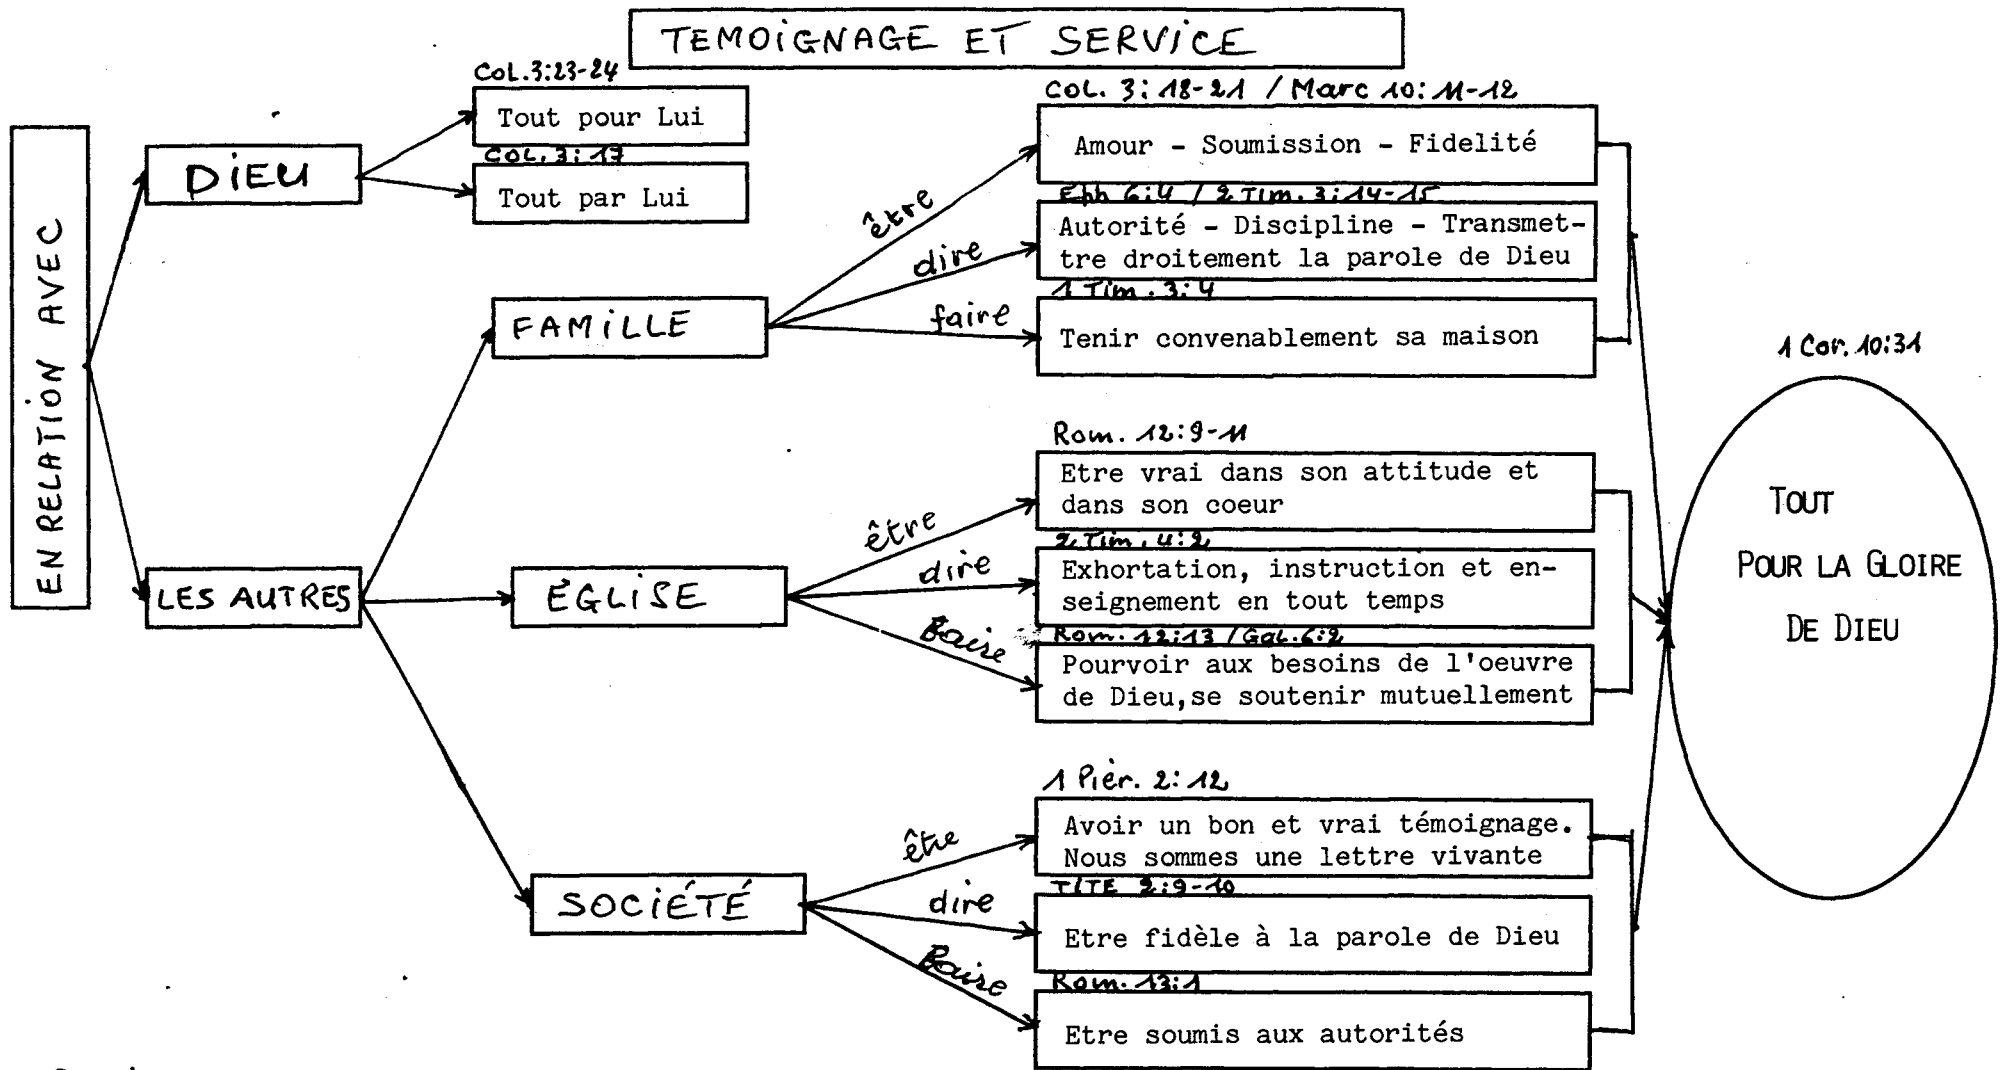 TEMOIGNAGE ET SERVICE
EN RELATION AVEC
DIEU
COL.3:23-24
Tout pour Lui
COL. 3:17
Tout par Lui
LES AUTRES
FAMILLE
être
COL. 3:18-21 / Marc 10:11-12
Amour - Soumission - Fidelité
dire
Eph 6:4 / 2 Tim. 3:14-15
Autorité - Discipline - Transmet-
tre droitement la parole de Dieu
faire
1 Tim. 3:4
Tenir convenablement sa maison
ÉGLISE
être
Rom. 12:9-11
Etre vrai dans son attitude et
dans son coeur
dire
2 Tim. 4:2
Exhortation, instruction et en-
seignement en tout temps
faire
Rom. 12:13 / Gal. 6:2
Pourvoir aux besoins de l'oeuvre
de Dieu,se soutenir mutuellement
SOCIÉTÉ
être
1 Pièr. 2:12
Avoir un bon et vrai témoignage.
Nous sommes une lettre vivante
dire
TITE 2:9-10
Etre fidèle à la parole de Dieu
faire
Rom. 13:1
Etre soumis aux autorités
1 Cor. 10:31
TOUT
POUR LA GLOIRE
DE DIEU